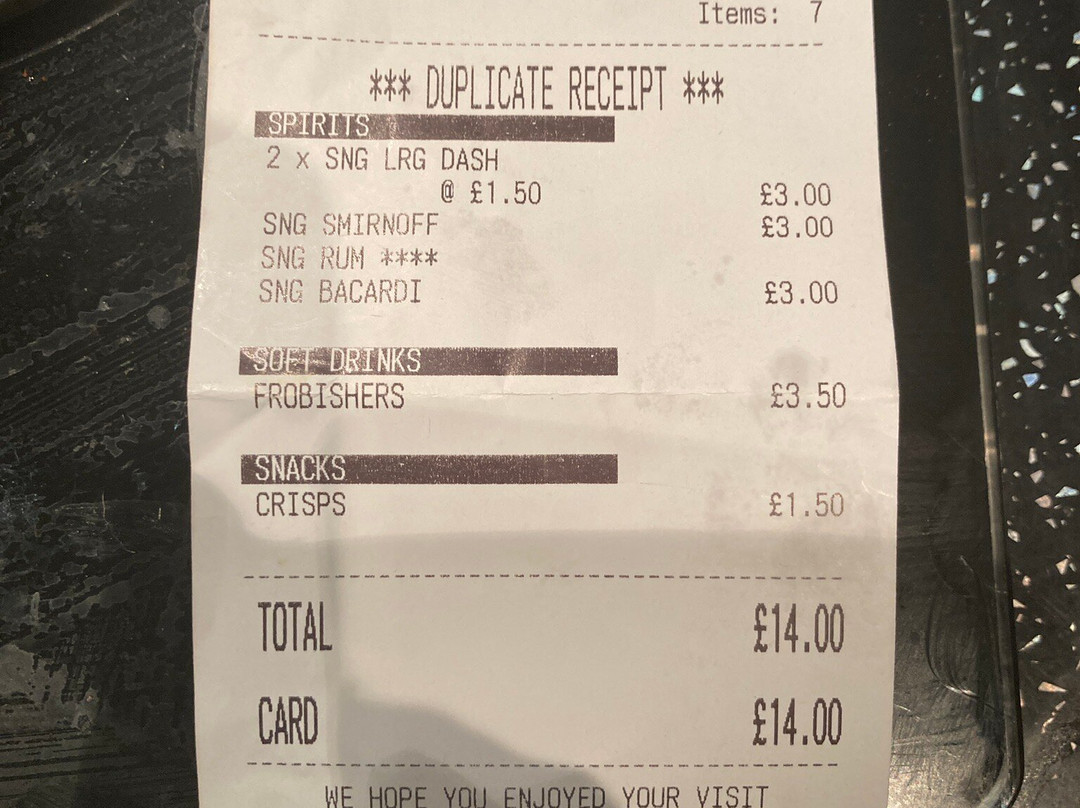 Items: 7
*** DUPLICATE RECEIPT ***
SPIRITS
2 x SNG LRG DASH
@ £1.50 £3.00
SNG SMIRNOFF £3.00
SNG RUM ****
SNG BACARDI £3.00
SOFT DRINKS
FROBISHERS £3.50
SNACKS
CRISPS £1.50
TOTAL £14.00
CARD £14.00
WE HOPE YOU ENJOYED YOUR VISIT